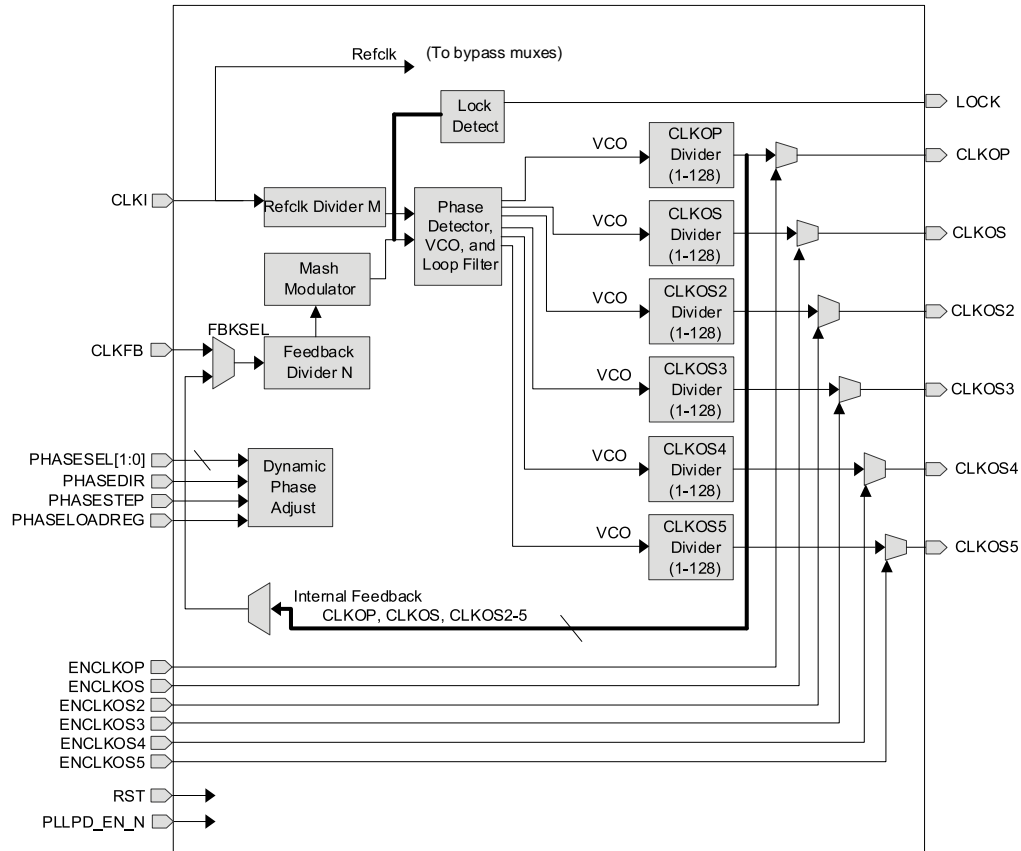 Refclk (To bypass muxes)
Lock
Detect
LOCK
VCO
CLKOP
Divider
(1-128)
CLKOP
CLKI
Refclk Divider M
Phase
Detector,
VCO, and
Loop Filter
VCO
CLKOS
Divider
(1-128)
CLKOS
Mash
Modulator
VCO
CLKOS2
Divider
(1-128)
CLKOS2
FBKSEL
CLKFB
Feedback
Divider N
VCO
CLKOS3
Divider
(1-128)
CLKOS3
PHASESEL[1:0]
PHASEDIR
PHASESTEP
PHASELOADREG
Dynamic
Phase
Adjust
VCO
CLKOS4
Divider
(1-128)
CLKOS4
VCO
CLKOS5
Divider
(1-128)
CLKOS5
Internal Feedback
CLKOP, CLKOS, CLKOS2-5
ENCLKOP
ENCLKOS
ENCLKOS2
ENCLKOS3
ENCLKOS4
ENCLKOS5
RST
PLLPD_EN_N